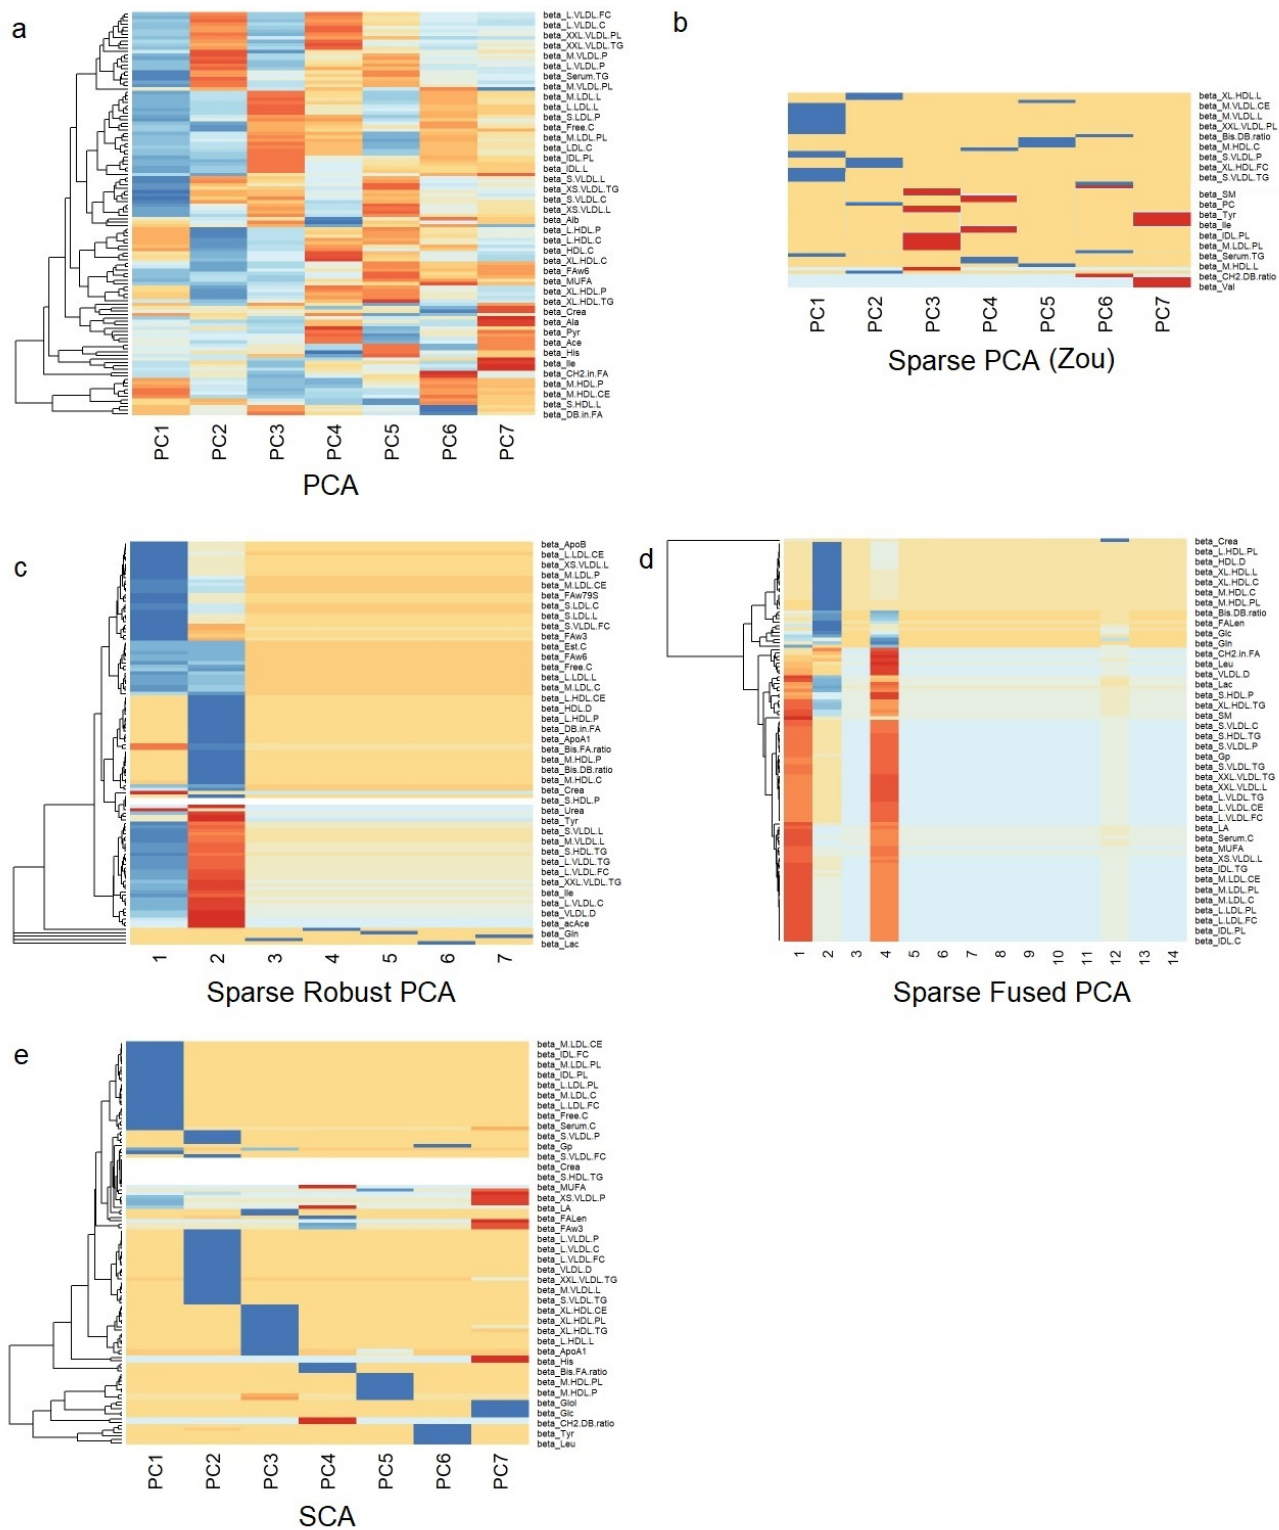 a
beta_L.VLDL.FC
beta_L.VLDL.C
beta_XXL.VLDL.PL
beta_XXL.VLDL.TG
beta_M.VLDL.P
beta_L.VLDL.P
beta_Serum.TG
beta_M.VLDL.PL
beta_M.LDL.L
beta_L.LDL.L
beta_S.LDL.P
beta_Free.C
beta_M.LDL.PL
beta_LDL.C
beta_IDL.PL
beta_IDL.L
beta_S.VLDL.L
beta_XS.VLDL.TG
beta_S.VLDL.C
beta_XS.VLDL.L
beta_Alb
beta_L.HDL.P
beta_L.HDL.C
beta_HDL.C
beta_XL.HDL.C
beta_FAw6
beta_MUFA
beta_XL.HDL.P
beta_XL.HDL.TG
beta_Crea
beta_Ala
beta_Pyr
beta_Ace
beta_His
beta_Ile
beta_CH2.in.FA
beta_M.HDL.P
beta_M.HDL.CE
beta_S.HDL.L
beta_DB.in.FA
PC1 PC2 PC3 PC4 PC5 PC6 PC7
PCA
b
beta_XL.HDL.L
beta_M.VLDL.CE
beta_M.VLDL.L
beta_XXL.VLDL.PL
beta_Bis.DB.ratio
beta_M.HDL.C
beta_S.VLDL.P
beta_XL.HDL.FC
beta_S.VLDL.TG
beta_SM
beta_PC
beta_Tyr
beta_Ile
beta_IDL.PL
beta_M.LDL.PL
beta_Serum.TG
beta_M.HDL.L
beta_CH2.DB.ratio
beta_Val
PC1 PC2 PC3 PC4 PC5 PC6 PC7
Sparse PCA (Zou)
c
beta_ApoB
beta_L.LDL.CE
beta_XS.VLDL.L
beta_M.LDL.P
beta_M.LDL.CE
beta_FAw79S
beta_S.LDL.C
beta_S.LDL.L
beta_S.VLDL.FC
beta_FAw3
beta_Est.C
beta_FAw6
beta_Free.C
beta_L.LDL.L
beta_M.LDL.C
beta_L.HDL.CE
beta_HDL.D
beta_L.HDL.P
beta_DB.in.FA
beta_ApoA1
beta_Bis.FA.ratio
beta_M.HDL.P
beta_Bis.DB.ratio
beta_M.HDL.C
beta_Crea
beta_S.HDL.P
beta_Urea
beta_Tyr
beta_S.VLDL.L
beta_M.VLDL.L
beta_S.HDL.TG
beta_L.VLDL.TG
beta_L.VLDL.FC
beta_XXL.VLDL.TG
beta_Ile
beta_L.VLDL.C
beta_VLDL.D
beta_acAce
beta_Gln
beta_Lac
1 2 3 4 5 6 7
Sparse Robust PCA
d
beta_Crea
beta_L.HDL.PL
beta_HDL.D
beta_XL.HDL.L
beta_XL.HDL.C
beta_M.HDL.C
beta_M.HDL.PL
beta_Bis.DB.ratio
beta_FALen
beta_Glc
beta_Gln
beta_CH2.in.FA
beta_Leu
beta_VLDL.D
beta_Lac
beta_S.HDL.P
beta_XL.HDL.TG
beta_SM
beta_S.VLDL.C
beta_S.HDL.TG
beta_S.VLDL.P
beta_Gp
beta_S.VLDL.TG
beta_XXL.VLDL.TG
beta_XXL.VLDL.L
beta_L.VLDL.TG
beta_L.VLDL.CE
beta_L.VLDL.FC
beta_LA
beta_Serum.C
beta_MUFA
beta_XS.VLDL.L
beta_IDL.TG
beta_M.LDL.CE
beta_M.LDL.PL
beta_M.LDL.C
beta_L.LDL.PL
beta_L.LDL.FC
beta_IDL.PL
beta_IDL.C
1 2 3 4 5 6 7 8 9 10 11 12 13 14
Sparse Fused PCA
e
beta_M.LDL.CE
beta_IDL.FC
beta_M.LDL.PL
beta_IDL.PL
beta_L.LDL.PL
beta_M.LDL.C
beta_L.LDL.FC
beta_Free.C
beta_Serum.C
beta_S.VLDL.P
beta_Gp
beta_S.VLDL.FC
beta_Crea
beta_S.HDL.TG
beta_MUFA
beta_XS.VLDL.P
beta_LA
beta_FALen
beta_FAw3
beta_L.VLDL.P
beta_L.VLDL.C
beta_L.VLDL.FC
beta_VLDL.D
beta_XXL.VLDL.TG
beta_M.VLDL.L
beta_S.VLDL.TG
beta_XL.HDL.CE
beta_XL.HDL.PL
beta_XL.HDL.TG
beta_L.HDL.L
beta_ApoA1
beta_His
beta_Bis.FA.ratio
beta_M.HDL.PL
beta_M.HDL.P
beta_Glol
beta_Glc
beta_CH2.DB.ratio
beta_Tyr
beta_Leu
PC1 PC2 PC3 PC4 PC5 PC6 PC7
SCA